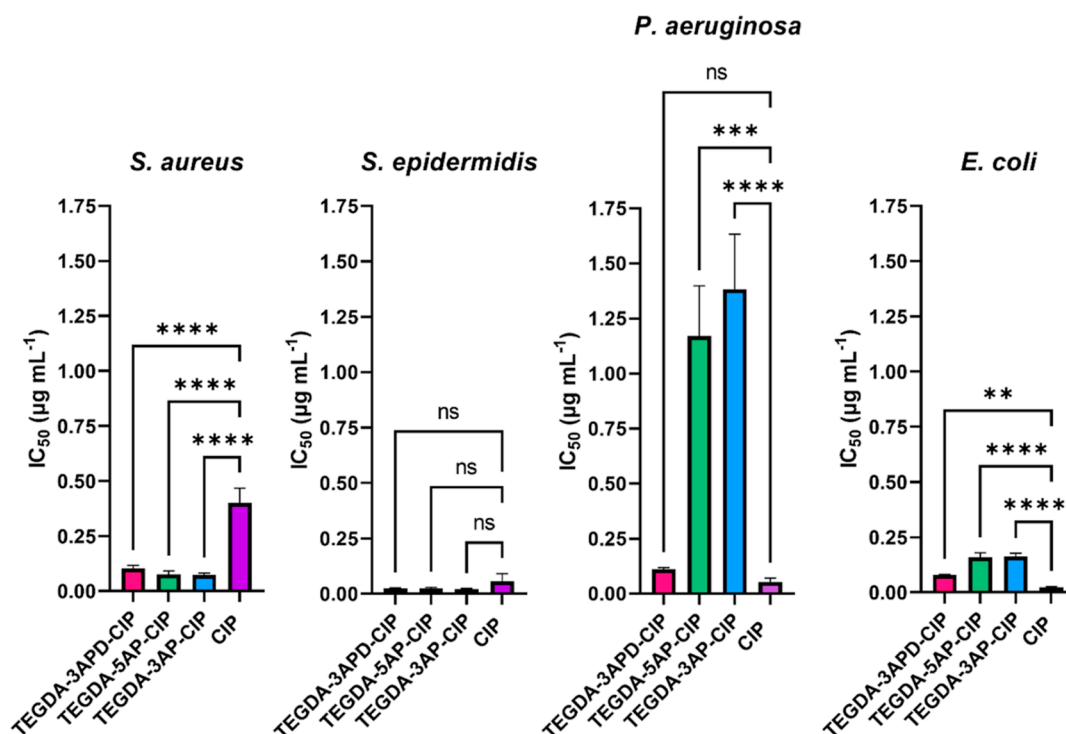 P. aeruginosa
ns
***
****
S. aureus
IC50 (µg mL-1)
1.75
1.50
1.25
1.00
0.75
0.50
0.25
0.00
****
****
****
TEGDA-3APD-CIP
TEGDA-5AP-CIP
TEGDA-3AP-CIP
CIP
S. epidermidis
IC50 (µg mL-1)
1.75
1.50
1.25
1.00
0.75
0.50
0.25
0.00
ns
ns
ns
TEGDA-3APD-CIP
TEGDA-5AP-CIP
TEGDA-3AP-CIP
CIP
IC50 (µg mL-1)
1.75
1.50
1.25
1.00
0.75
0.50
0.25
0.00
TEGDA-3APD-CIP
TEGDA-5AP-CIP
TEGDA-3AP-CIP
CIP
E. coli
IC50 (µg mL-1)
1.75
1.50
1.25
1.00
0.75
0.50
0.25
0.00
**
****
****
TEGDA-3APD-CIP
TEGDA-5AP-CIP
TEGDA-3AP-CIP
CIP